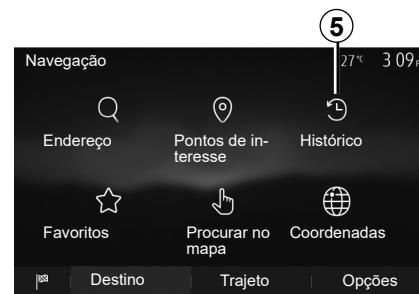 5
Navegação 27°C 3 09
Endereço Pontos de in-
teresse Histórico
Favoritos Procurar no
mapa Coordenadas
Destino Trajeto Opções